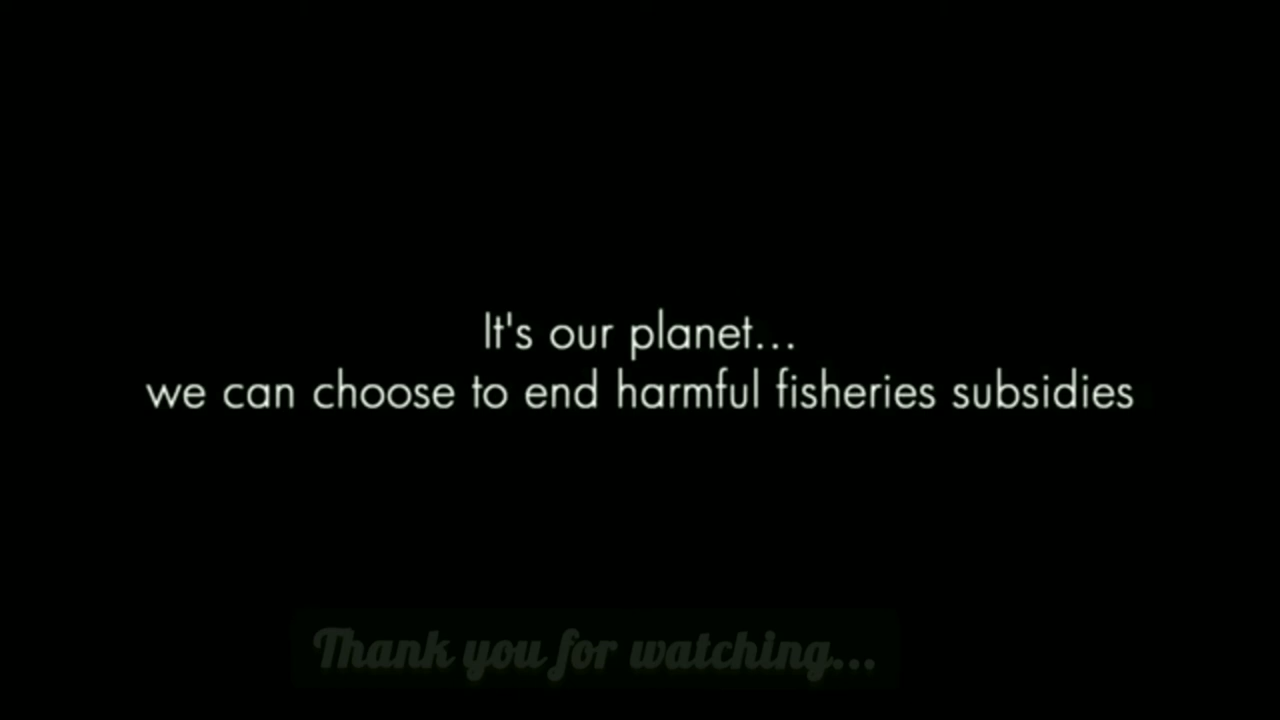 It's our planet...
we can choose to end harmful fisheries subsidies
Thank you for watching...